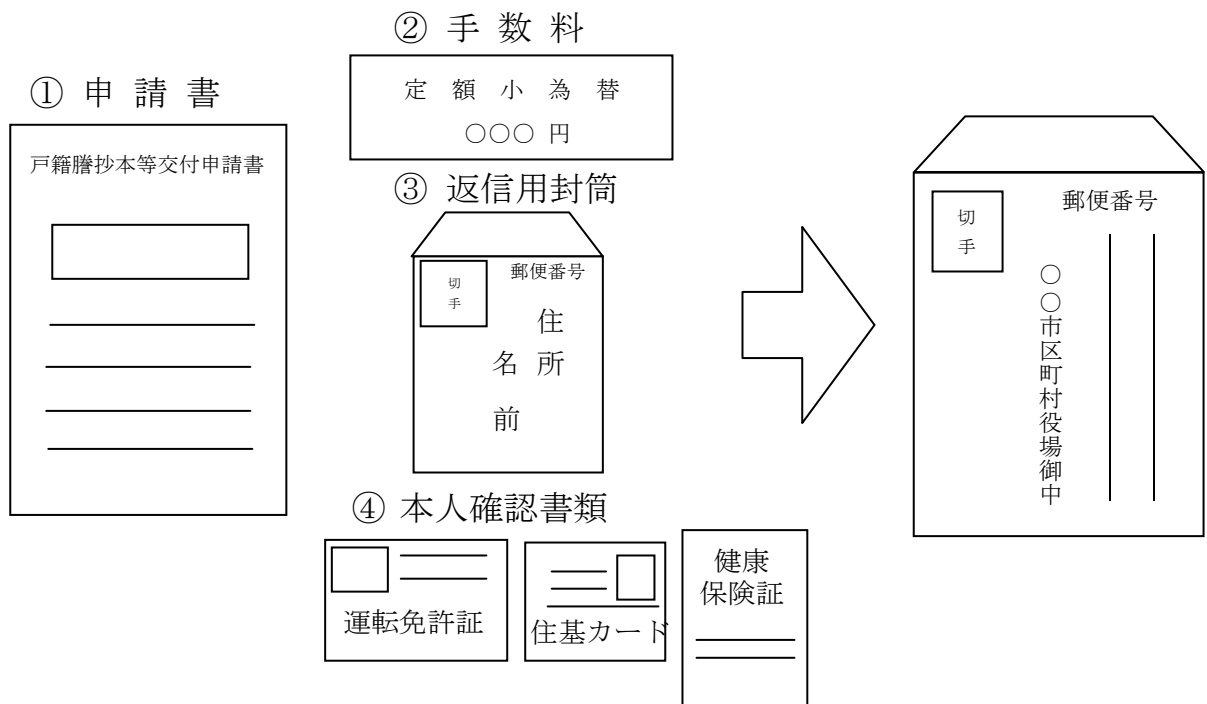 ① 申請書
戸籍謄抄本等交付申請書
② 手数料
定額小為替
○○○ 円
③ 返信用封筒
切
手
郵便番号
住所
名前
④ 本人確認書類
運転免許証
住基カード
健康
保険証
切
手
郵便番号
○○市区町村役場御中